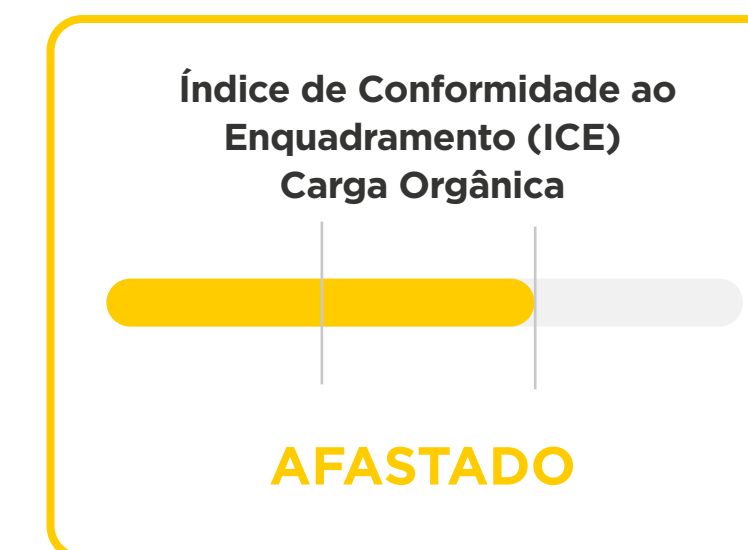 Índice de Conformidade ao
Enquadramento (ICE)
Carga Orgânica
AFASTADO